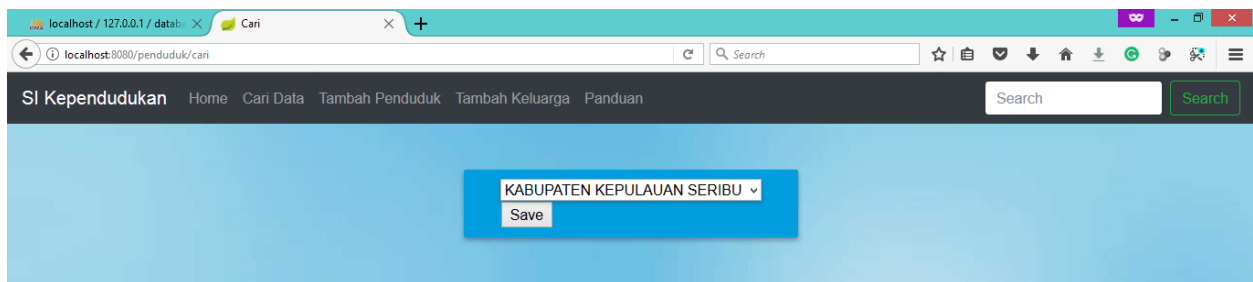 localhost / 127.0.0.1 / databa
Cari
localhost:8080/penduduk/cari
Search
SI Kependudukan Home Cari Data Tambah Penduduk Tambah Keluarga Panduan Search Search
KABUPATEN KEPULAUAN SERIBU
Save